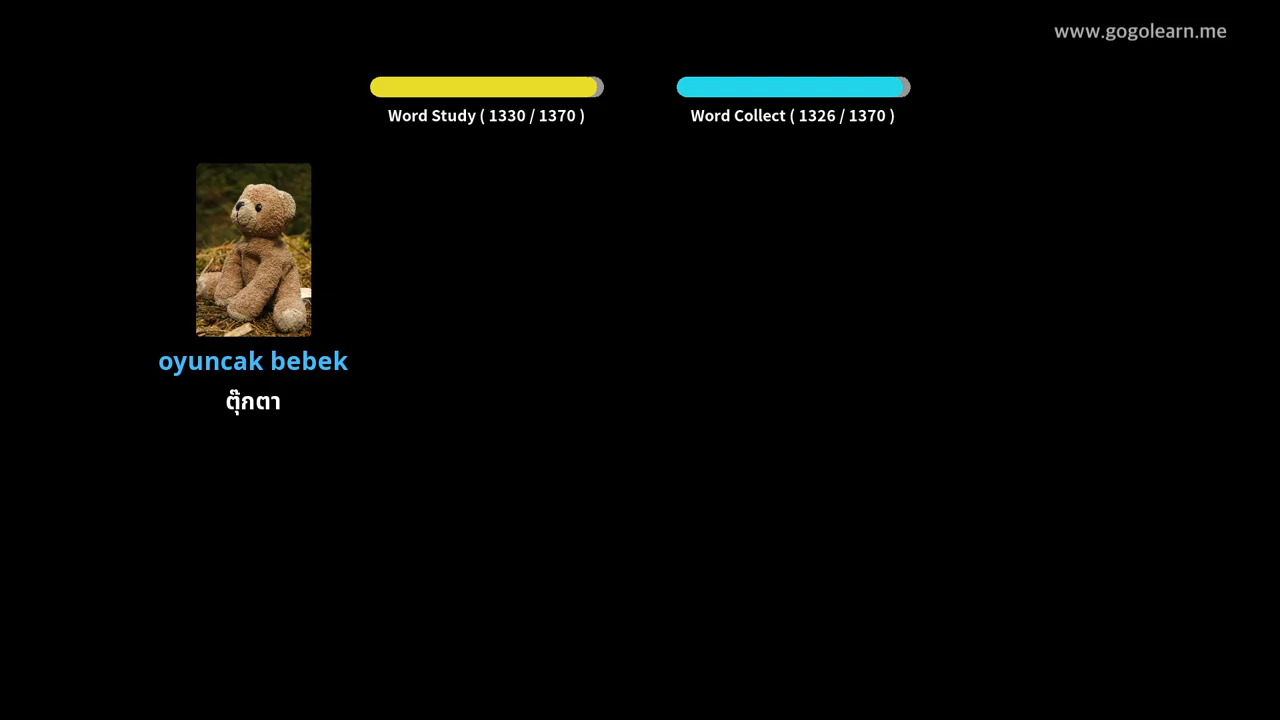 www.gogolearn.me
Word Study ( 1330 / 1370 )
Word Collect ( 1326 / 1370 )
oyuncak bebek
ตุ๊กตา